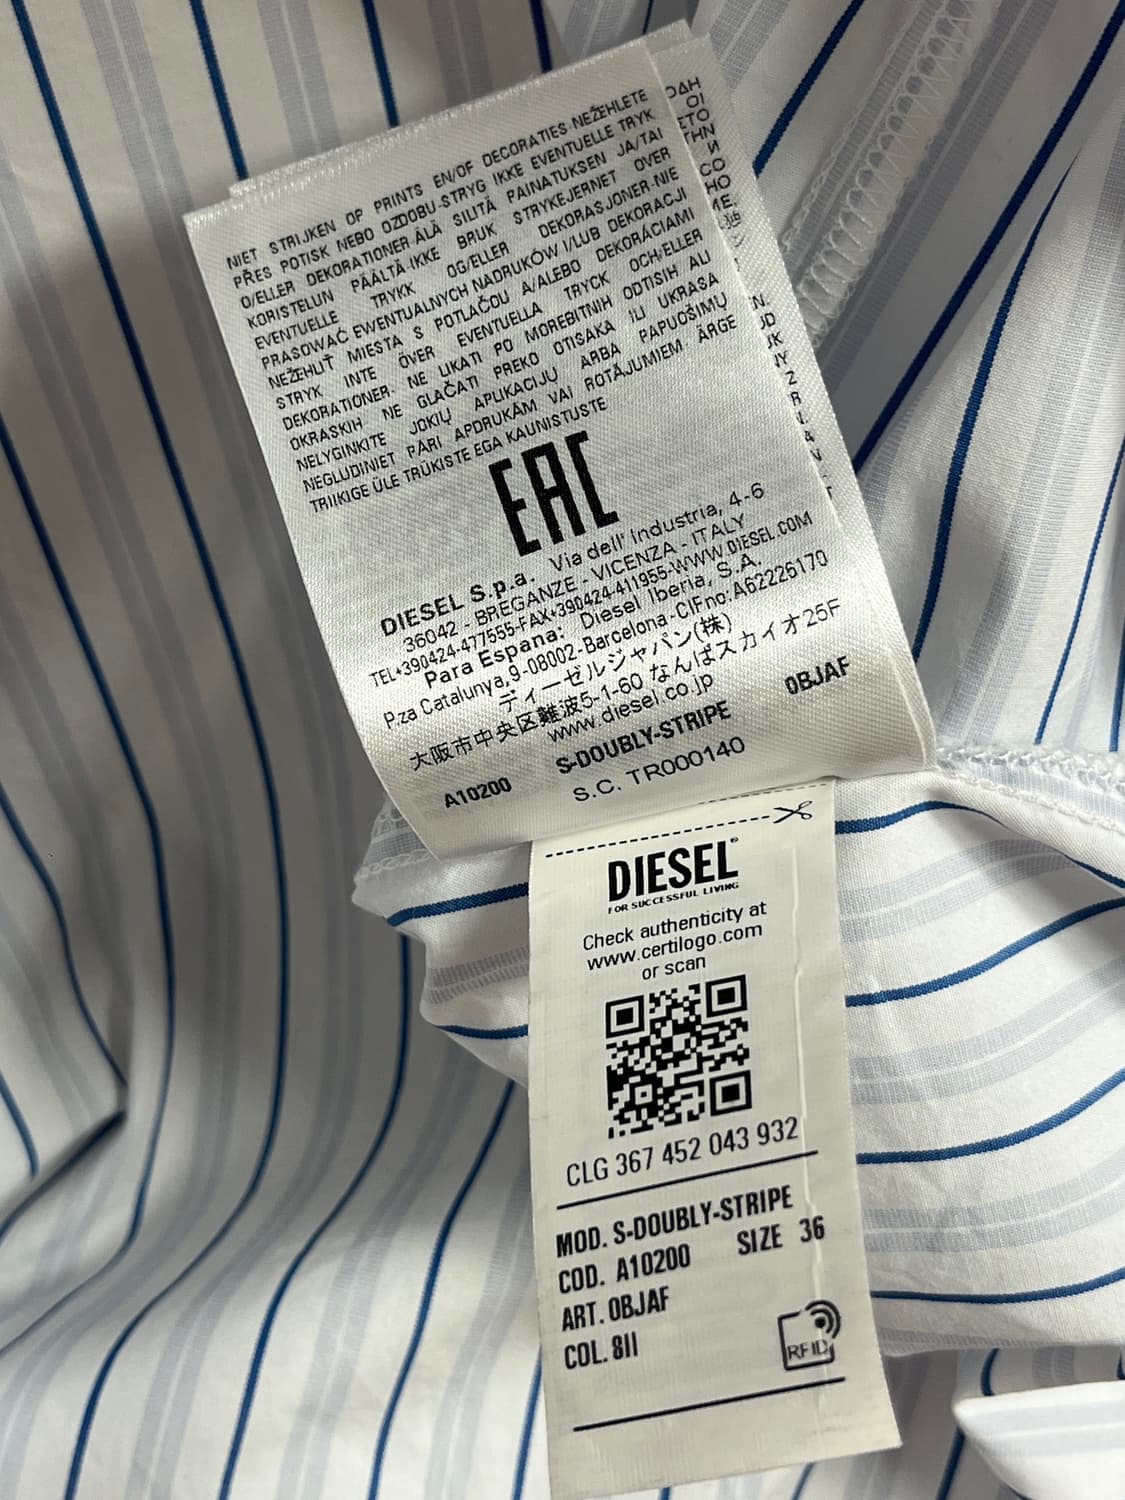 NIET STRIJKEN OP PRINTS EN/OF DECORATIES-NEŽEHLETE
PŘES POTISK NEBO OZDOBU-STRYG IKKE EVENTUELLE TRYK
O/ELLER DEKORATIONER-ÄLÄ SILITÄ PAINATUKSEN JA/TAI
KORISTELUN PÄÄLTÄ-IKKE BRUK STRYKEJERNET OVER
EVENTUELLE TRYKK OG/ELLER DEKORASJONER-NIE
PRASOWAĆ EWENTUALNYCH NADRUKÓW I/LUB DEKORACJI
NEŽEHLIŤ MIESTA S POTLAČOU A/ALEBO DEKORÁCIAMI
STRYK INTE ÖVER EVENTUELLA TRYCK OCH/ELLER
DEKORATIONER. NE LIKATI PO MOREBITNIH ODTISIH ALI
OKRASKIH. NE GLAČATI PREKO OTISAKA ILI UKRASA
NELYGINKITE JOKIŲ APLIKACIJŲ ARBA PAPUOŠIMŲ
NEGLUDINIET PARI APDRUKĀM VAI ROTĀJUMIEM. ÄRGE
TRIIKIGE ÜLE TRÜKISTE EGA KAUNISTUSTE
EAC
DIESEL S.p.a. Via dell' Industria, 4-6
36042 - BREGANZE - VICENZA - ITALY
TEL+390424-477555-FAX+390424-411955-WWW.DIESEL.COM
Para Espana: Diesel Iberia, S.A.
P.za Catalunya,9-08002-Barcelona-CIFno:A62226170
ディーゼルジャパン(株)
大阪市中央区難波5-1-60 なんばスカイオ25F
www.diesel.co.jp
A10200 S-DOUBLY-STRIPE 0BJAF
S.C. TR000140
DIESEL®
FOR SUCCESSFUL LIVING
Check authenticity at
www.certilogo.com
or scan
CLG 367 452 043 932
MOD. S-DOUBLY-STRIPE
COD. A10200 SIZE 36
ART. 0BJAF
COL. 8II
RFID